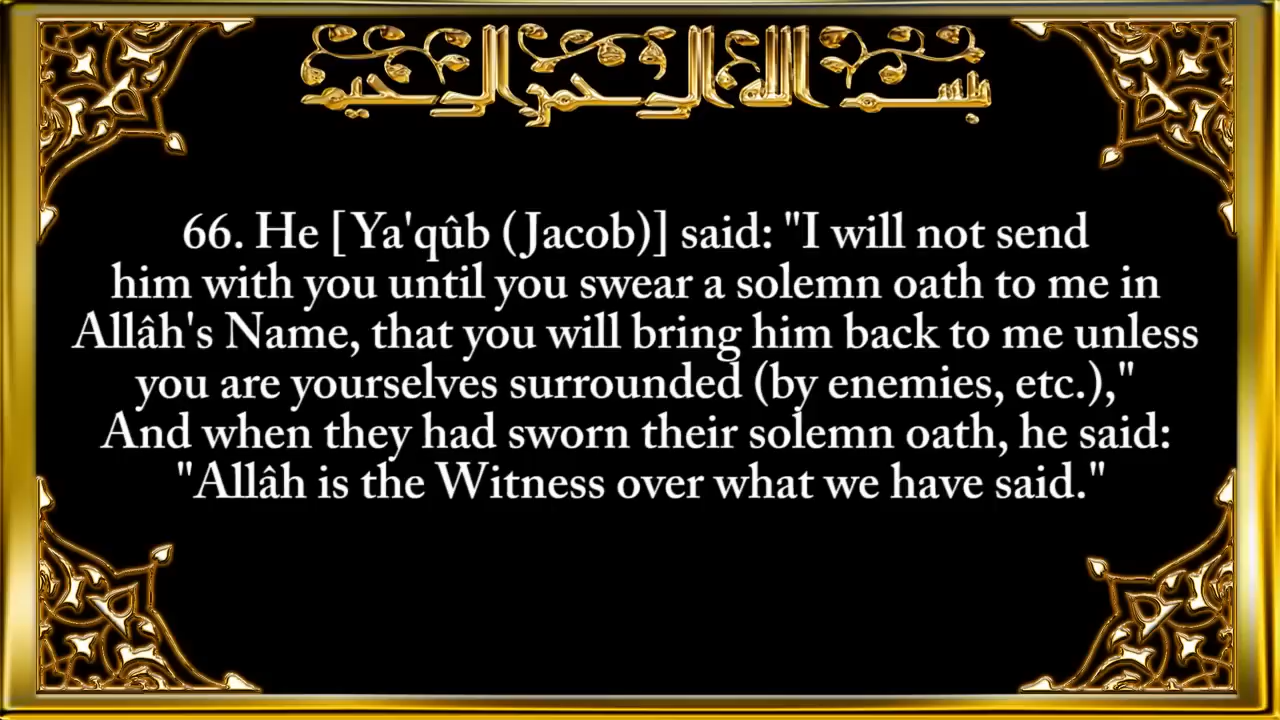 بسم الله الرحمن الرحيم
66. He [Ya'qûb (Jacob)] said: "I will not send
him with you until you swear a solemn oath to me in
Allâh's Name, that you will bring him back to me unless
you are yourselves surrounded (by enemies, etc.),"
And when they had sworn their solemn oath, he said:
"Allâh is the Witness over what we have said."